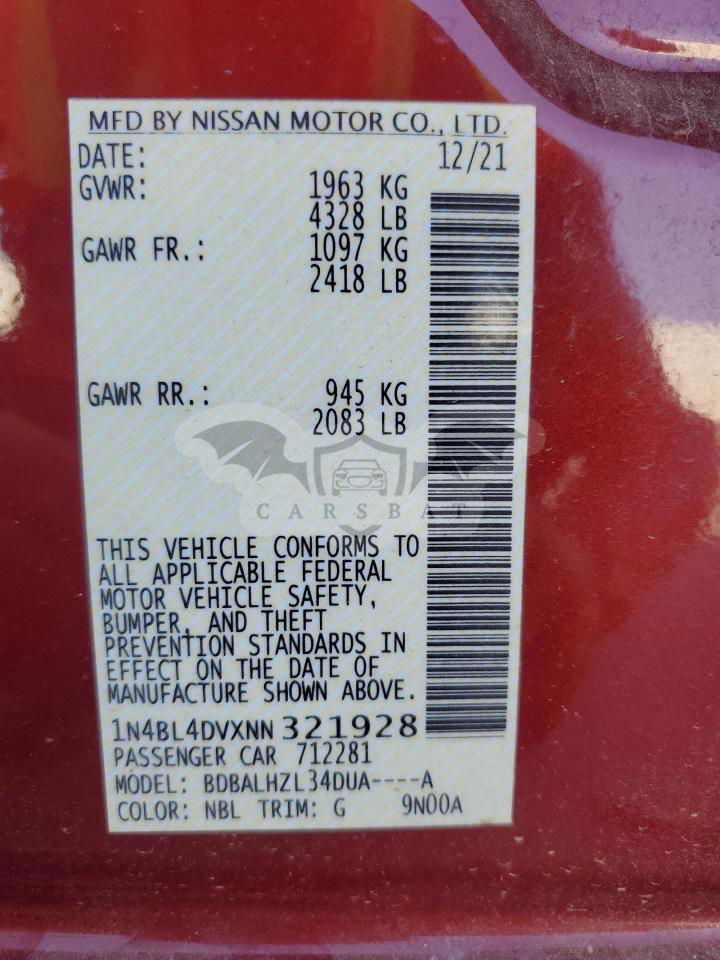 MFD BY NISSAN MOTOR CO., LTD.
DATE: 12/21
GVWR: 1963 KG
4328 LB
GAWR FR.: 1097 KG
2418 LB
GAWR RR.: 945 KG
2083 LB
CARSBAT
THIS VEHICLE CONFORMS TO
ALL APPLICABLE FEDERAL
MOTOR VEHICLE SAFETY,
BUMPER, AND THEFT
PREVENTION STANDARDS IN
EFFECT ON THE DATE OF
MANUFACTURE SHOWN ABOVE.
1N4BL4DVXNN 321928
PASSENGER CAR 712281
MODEL: BDBALHZL34DUA----A
COLOR: NBL TRIM: G 9N00A